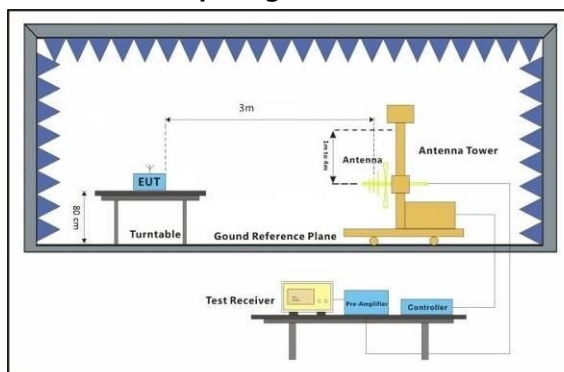 3m
1m to 4m
Antenna
Antenna Tower
EUT
80 cm
Turntable
Gound Reference Plane
Test Receiver
Pre-Amplifier
Controller